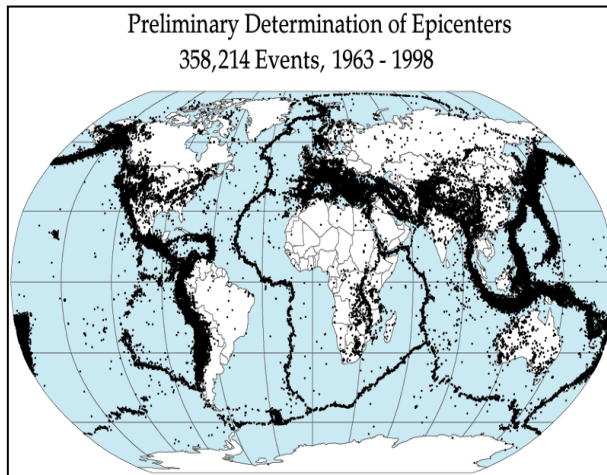 Preliminary Determination of Epicenters
358,214 Events, 1963 - 1998